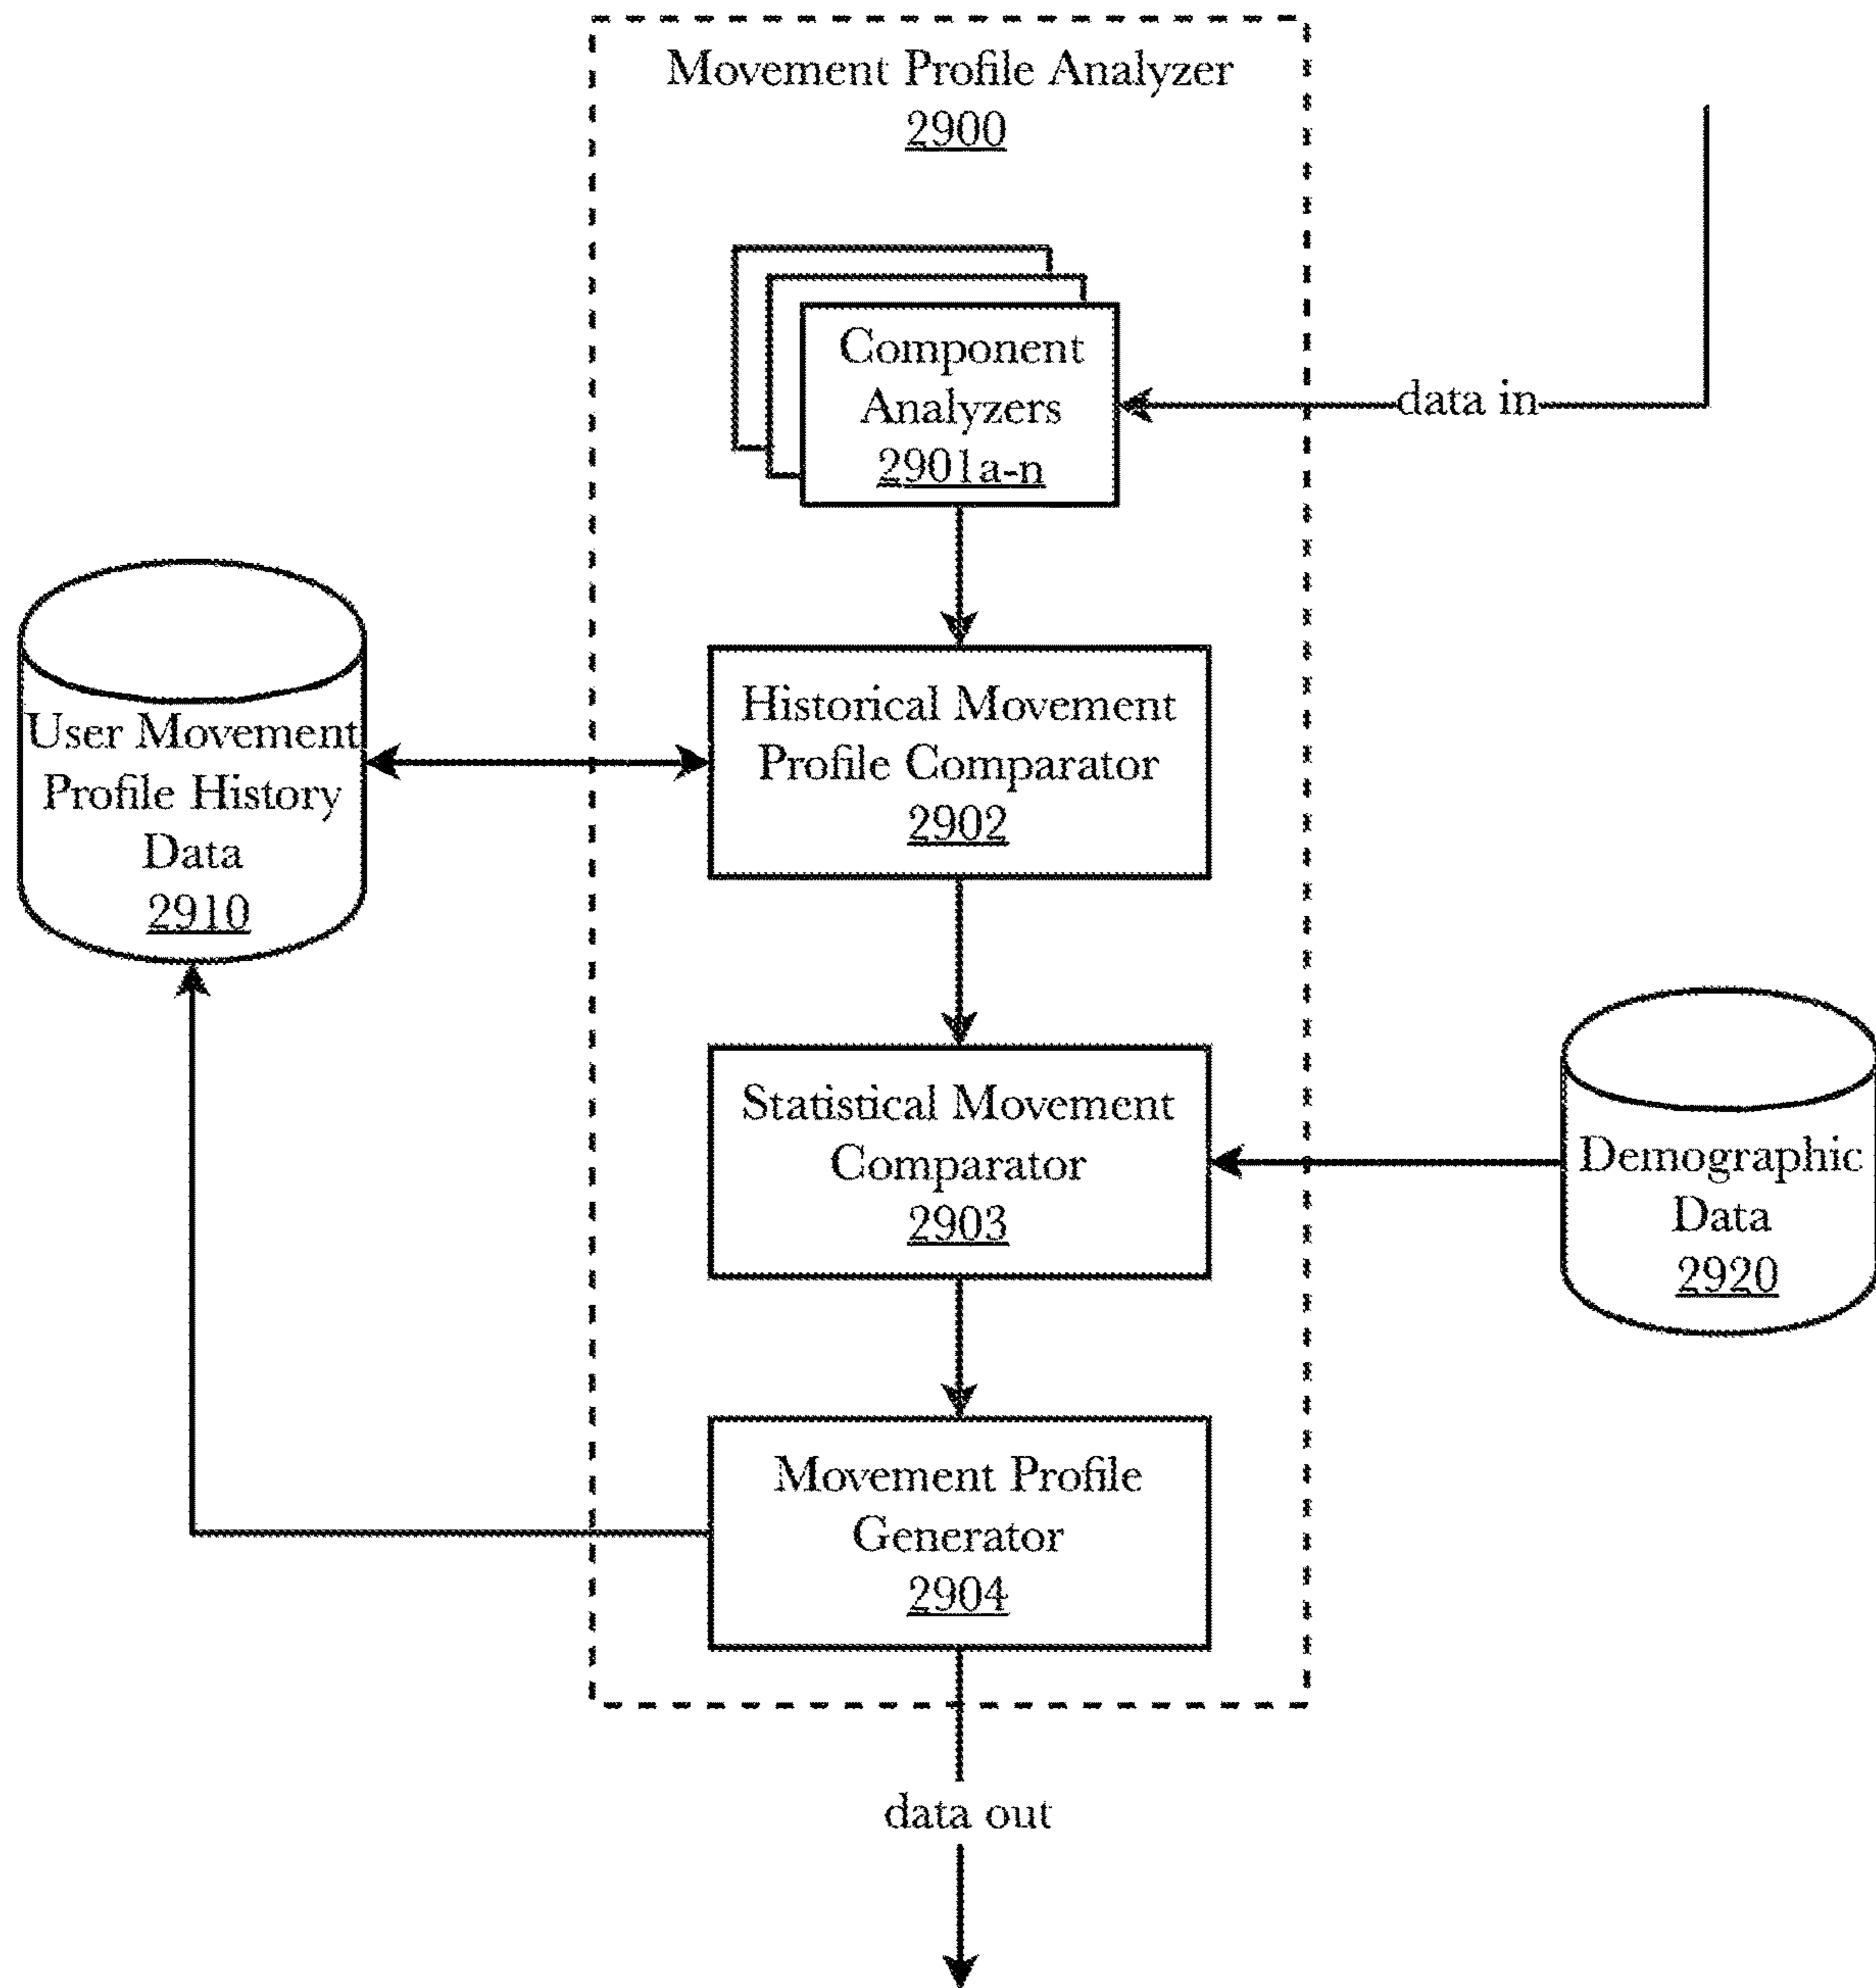 Movement Profile Analyzer
2900
Component
Analyzers
2901a-n
data in
Historical Movement
Profile Comparator
2902
User Movement
Profile History
Data
2910
Statistical Movement
Comparator
2903
Demographic
Data
2920
Movement Profile
Generator
2904
data out